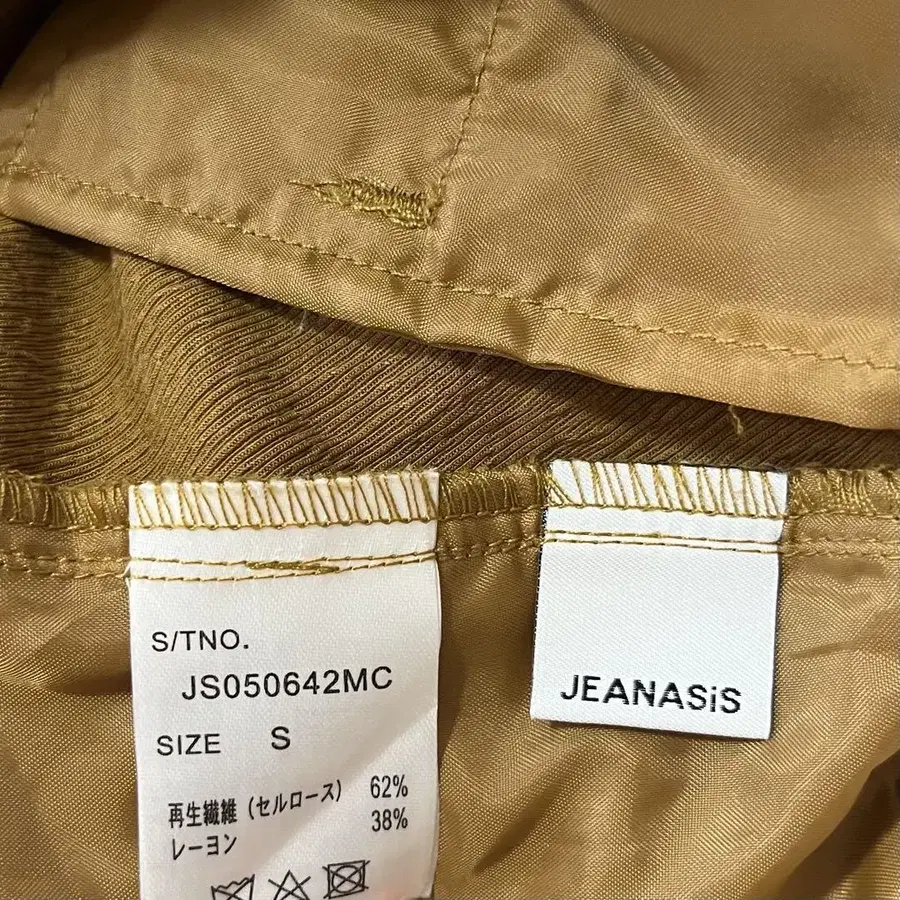 S/TNO.
JS050642MC
SIZE S
再生繊維（セルロース） 62%
レーヨン 38%
JEANASiS